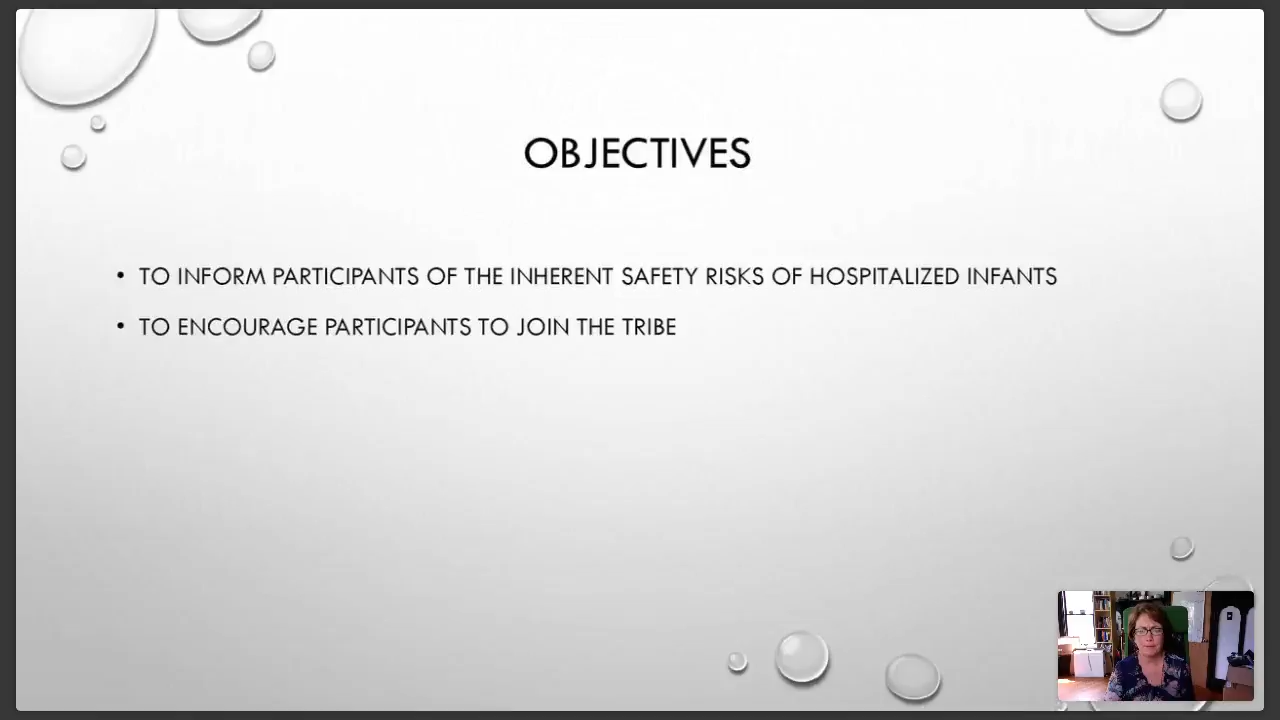 OBJECTIVES
• TO INFORM PARTICIPANTS OF THE INHERENT SAFETY RISKS OF HOSPITALIZED INFANTS
• TO ENCOURAGE PARTICIPANTS TO JOIN THE TRIBE